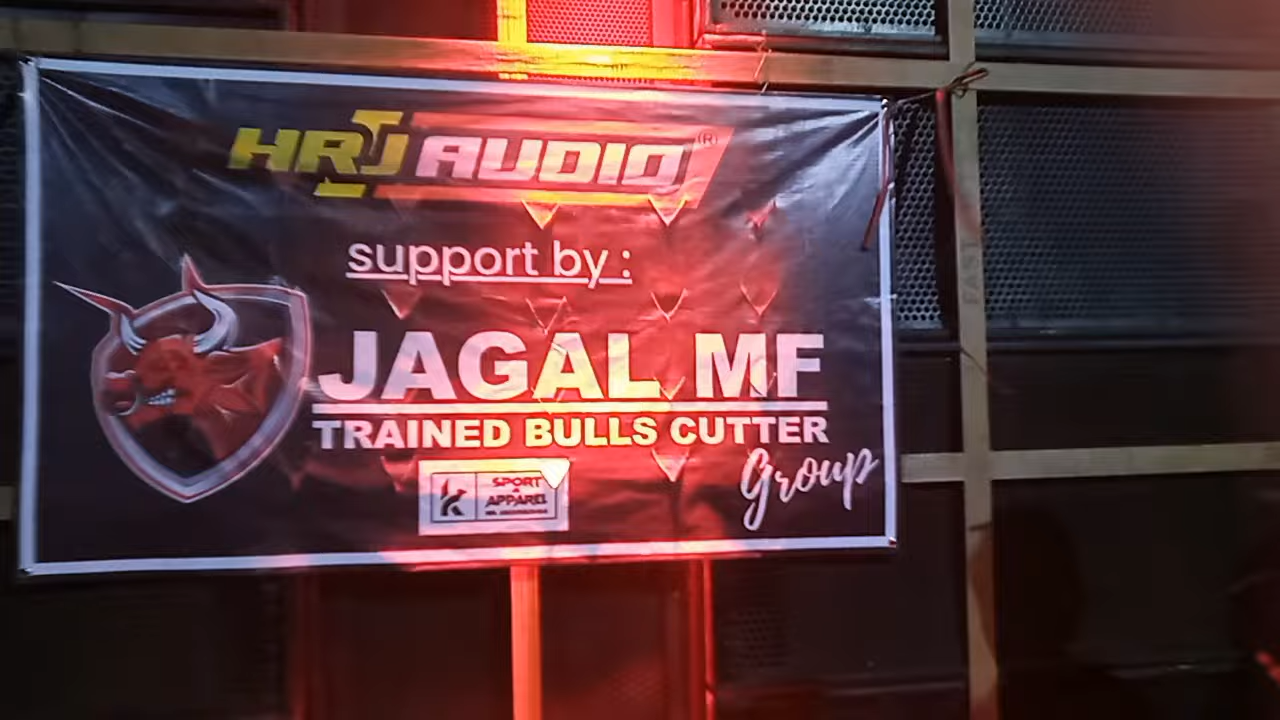 HRJ AUDIO (R)
support by :
JAGAL MF
TRAINED BULLS CUTTER
Group
K SPORT
&
APPAREL